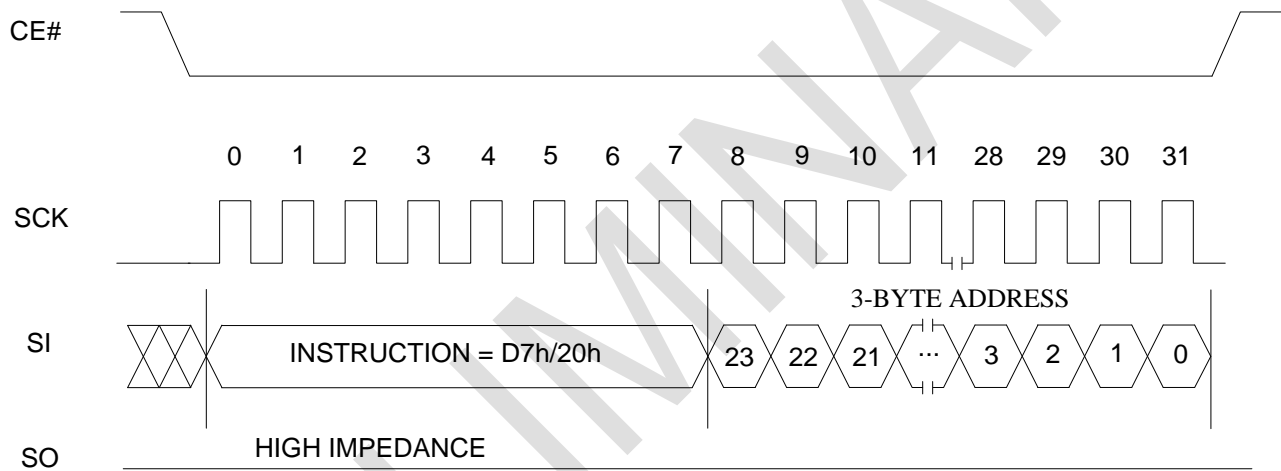 CE#
0 1 2 3 4 5 6 7 8 9 10 11 28 29 30 31
SCK
3-BYTE ADDRESS
SI
INSTRUCTION = D7h/20h 23 22 21 ... 3 2 1 0
HIGH IMPEDANCE
SO